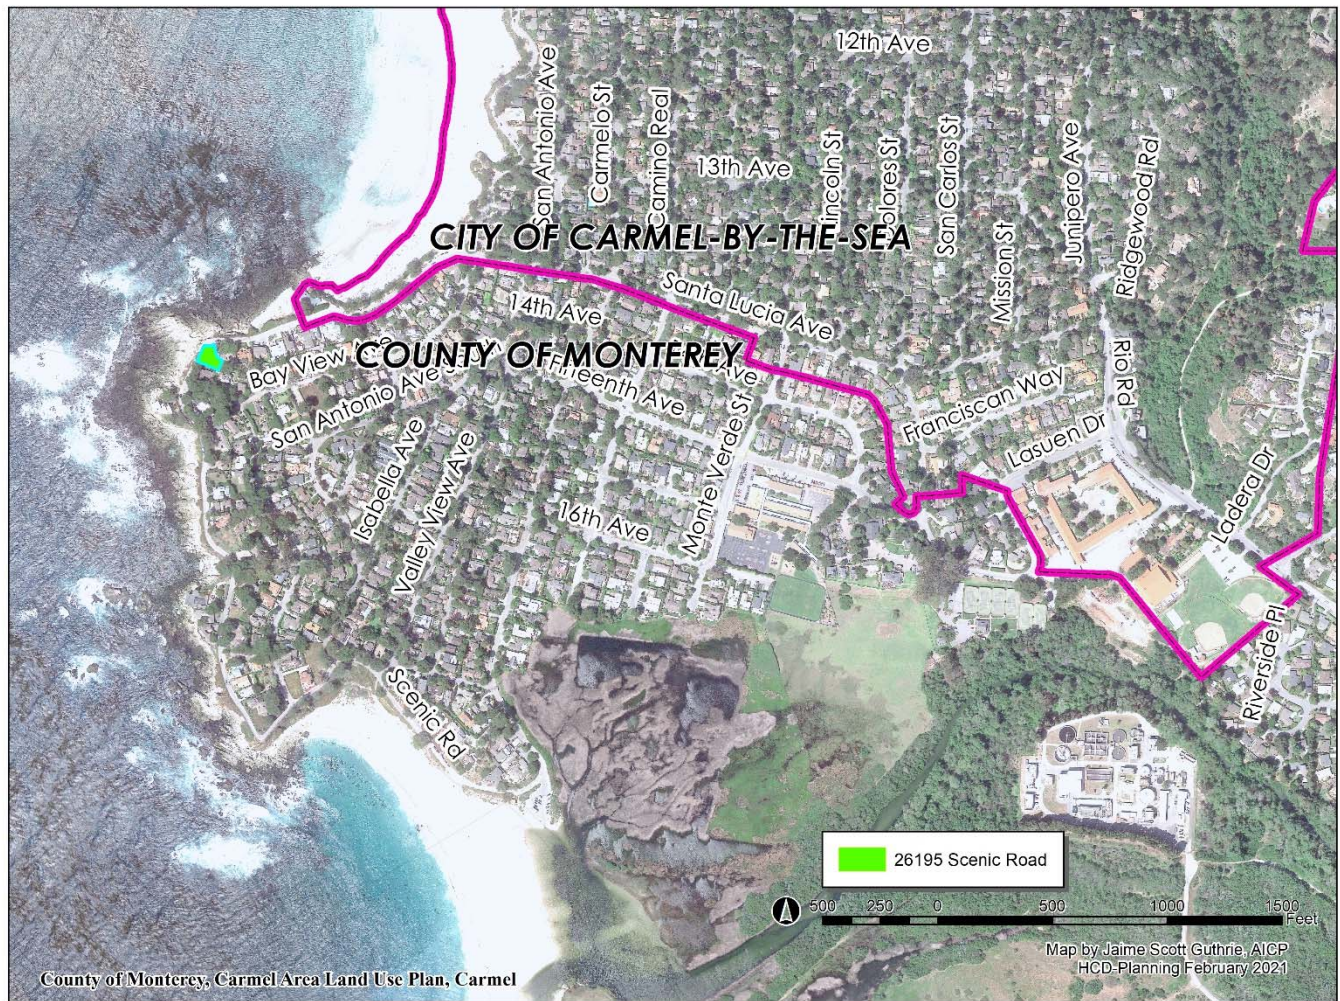 12th Ave
San Antonio Ave
Carmelo St
Camino Real
13th Ave
Lincoln St
Dolores St
San Carlos St
Mission St
Junipero Ave
Ridgewood Rd
CITY OF CARMEL-BY-THE-SEA
Santa Lucia Ave
14th Ave
COUNTY OF MONTEREY
Bay View Ave
San Antonio Ave
Fifteenth Ave
Ave
Rio Rd
Franciscan Way
Lasuen Dr
Isabella Ave
Valley View Ave
Monte Verde St
16th Ave
Ladera Dr
Riverside Pl
Scenic Rd
26195 Scenic Road
500 250 0 500 1000 1500
Feet
Map by Jaime Scott Guthrie, AICP
HCD-Planning February 2021
County of Monterey, Carmel Area Land Use Plan, Carmel